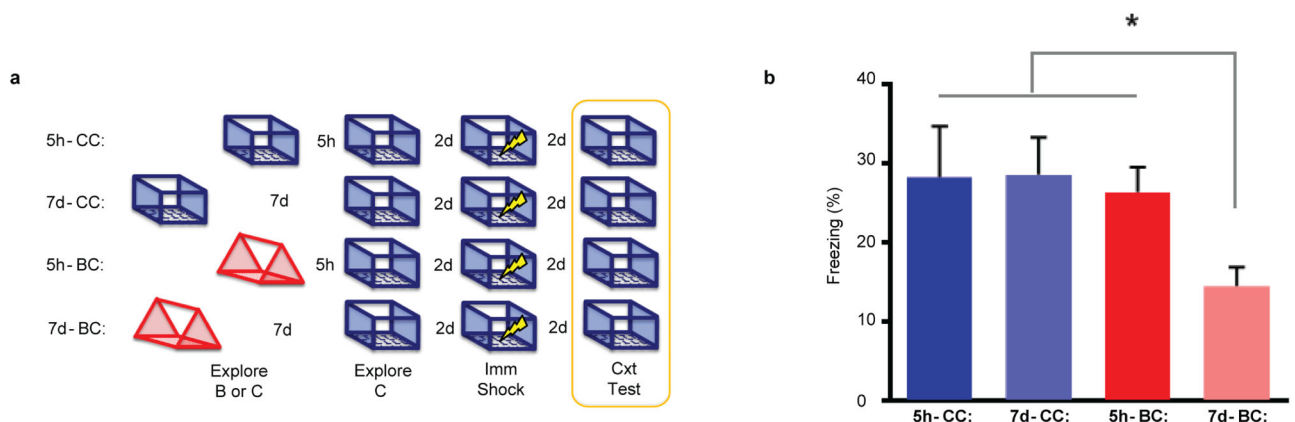 a
5h- CC: 5h 2d 2d
7d- CC: 7d 2d 2d
5h- BC: 5h 2d 2d
7d- BC: 7d 2d 2d
Explore Explore Imm Cxt
B or C C Shock Test
b
*
Freezing (%)
40
30
20
10
0
5h- CC: 7d- CC: 5h- BC: 7d- BC: